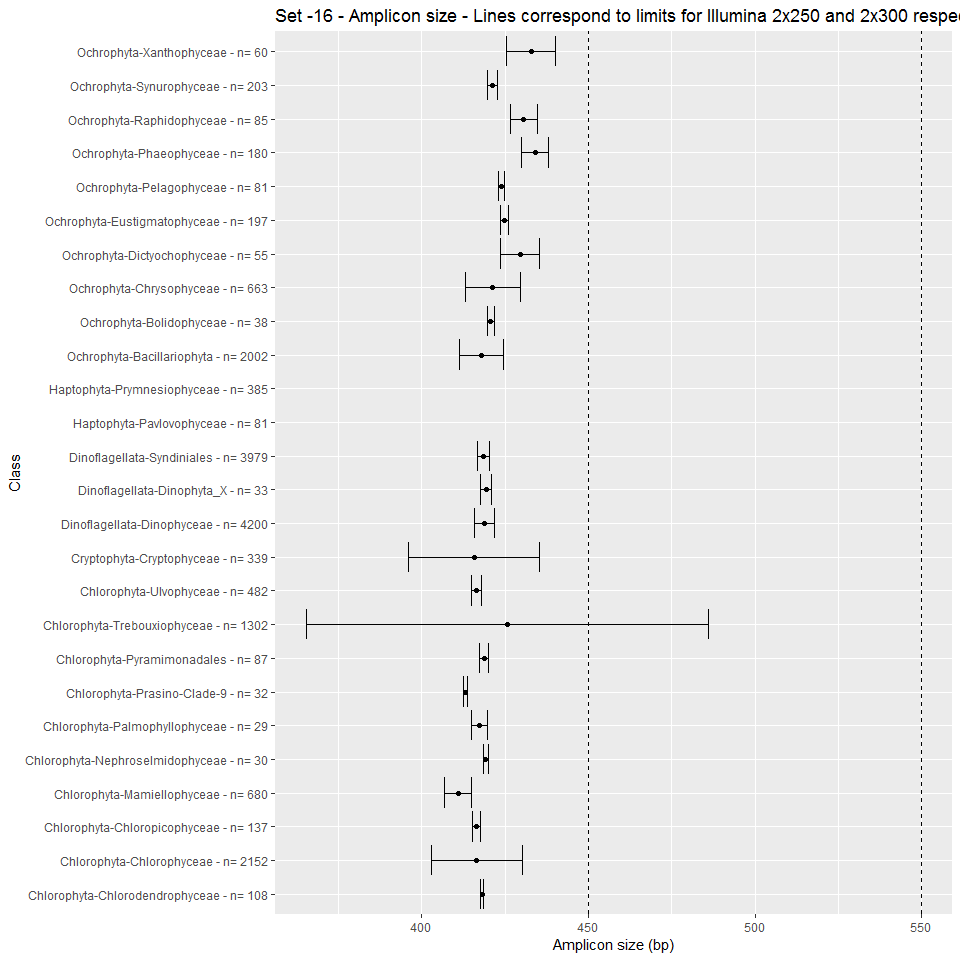 Set -16 - Amplicon size - Lines correspond to limits for Illumina 2x250 and 2x300 respe
Ochrophyta-Xanthophyceae - n= 60
Ochrophyta-Synurophyceae - n= 203
Ochrophyta-Raphidophyceae - n= 85
Ochrophyta-Phaeophyceae - n= 180
Ochrophyta-Pelagophyceae - n= 81
Ochrophyta-Eustigmatophyceae - n= 197
Ochrophyta-Dictyochophyceae - n= 55
Ochrophyta-Chrysophyceae - n= 663
Ochrophyta-Bolidophyceae - n= 38
Ochrophyta-Bacillariophyta - n= 2002
Haptophyta-Prymnesiophyceae - n= 385
Haptophyta-Pavlovophyceae - n= 81
Dinoflagellata-Syndiniales - n= 3979
Dinoflagellata-Dinophyta_X - n= 33
Dinoflagellata-Dinophyceae - n= 4200
Cryptophyta-Cryptophyceae - n= 339
Chlorophyta-Ulvophyceae - n= 482
Chlorophyta-Trebouxiophyceae - n= 1302
Chlorophyta-Pyramimonadales - n= 87
Chlorophyta-Prasino-Clade-9 - n= 32
Chlorophyta-Palmophyllophyceae - n= 29
Chlorophyta-Nephroselmidophyceae - n= 30
Chlorophyta-Mamiellophyceae - n= 680
Chlorophyta-Chloropicophyceae - n= 137
Chlorophyta-Chlorophyceae - n= 2152
Chlorophyta-Chlorodendrophyceae - n= 108
Class
400 450 500 550
Amplicon size (bp)